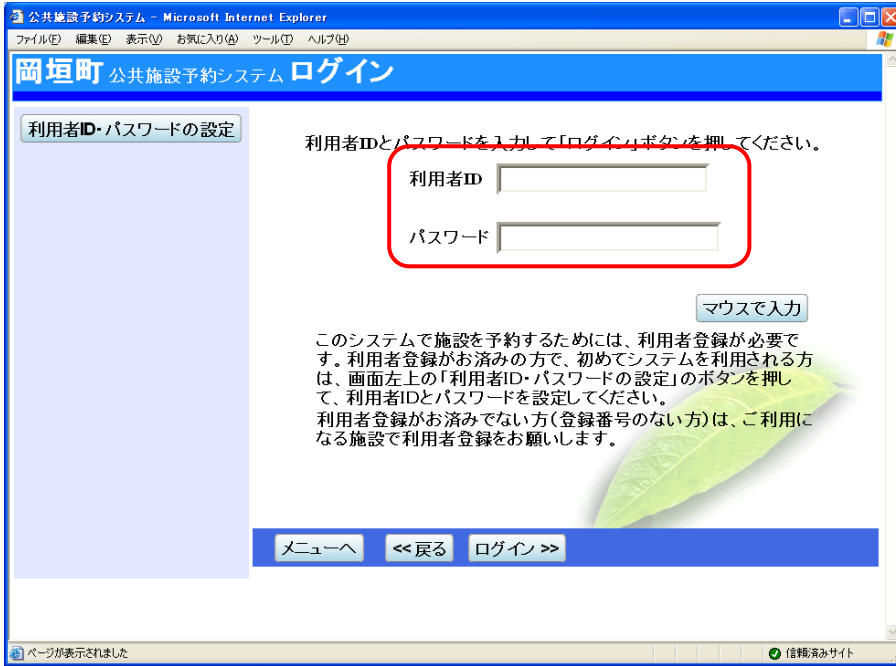 公共施設予約システム - Microsoft Internet Explorer
ファイル(F) 編集(E) 表示(V) お気に入り(A) ツール(T) ヘルプ(H)
岡垣町 公共施設予約システム ログイン
利用者ID・パスワードの設定
利用者IDとパスワードを入力して「ログイン」ボタンを押してください。
利用者ID
パスワード
マウスで入力
このシステムで施設を予約するためには、利用者登録が必要で
す。利用者登録がお済みの方で、初めてシステムを利用される方
は、画面左上の「利用者ID・パスワードの設定」のボタンを押し
て、利用者IDとパスワードを設定してください。
利用者登録がお済みでない方(登録番号のない方)は、ご利用に
なる施設で利用者登録をお願いします。
メニューへ <<戻る ログイン >>
ページが表示されました 信頼済みサイト